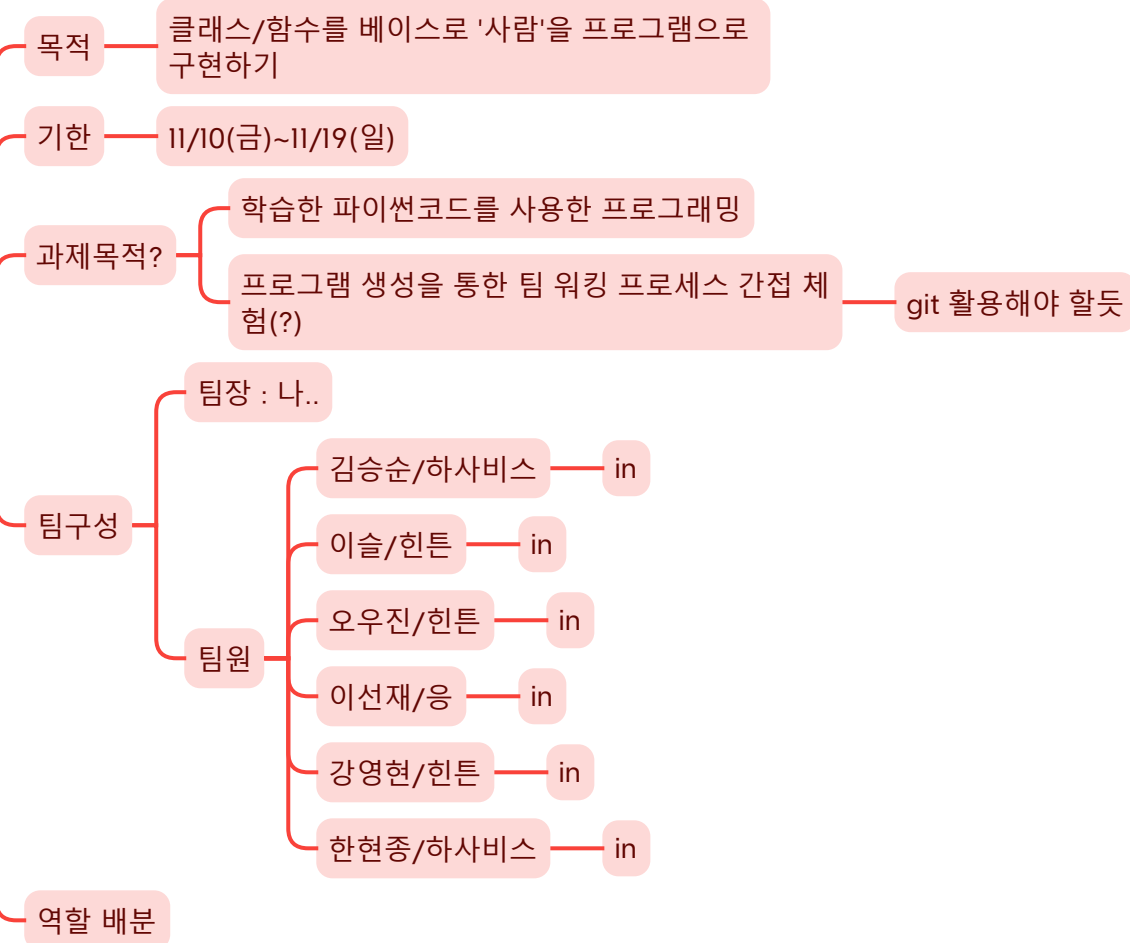 목적
클래스/함수를 베이스로 '사람'을 프로그램으로
구현하기
기한
11/10(금)~11/19(일)
과제목적?
학습한 파이썬코드를 사용한 프로그래밍
프로그램 생성을 통한 팀 워킹 프로세스 간접 체
험(?)
git 활용해야 할듯
팀구성
팀장 : 나..
팀원
김승순/하사비스
in
이슬/힌튼
in
오우진/힌튼
in
이선재/응
in
강영현/힌튼
in
한현종/하사비스
in
역할 배분